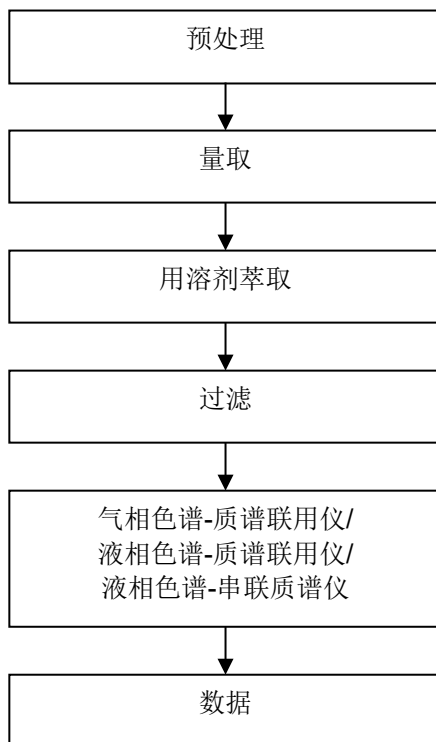 预处理
量取
用溶剂萃取
过滤
气相色谱-质谱联用仪/
液相色谱-质谱联用仪/
液相色谱-串联质谱仪
数据